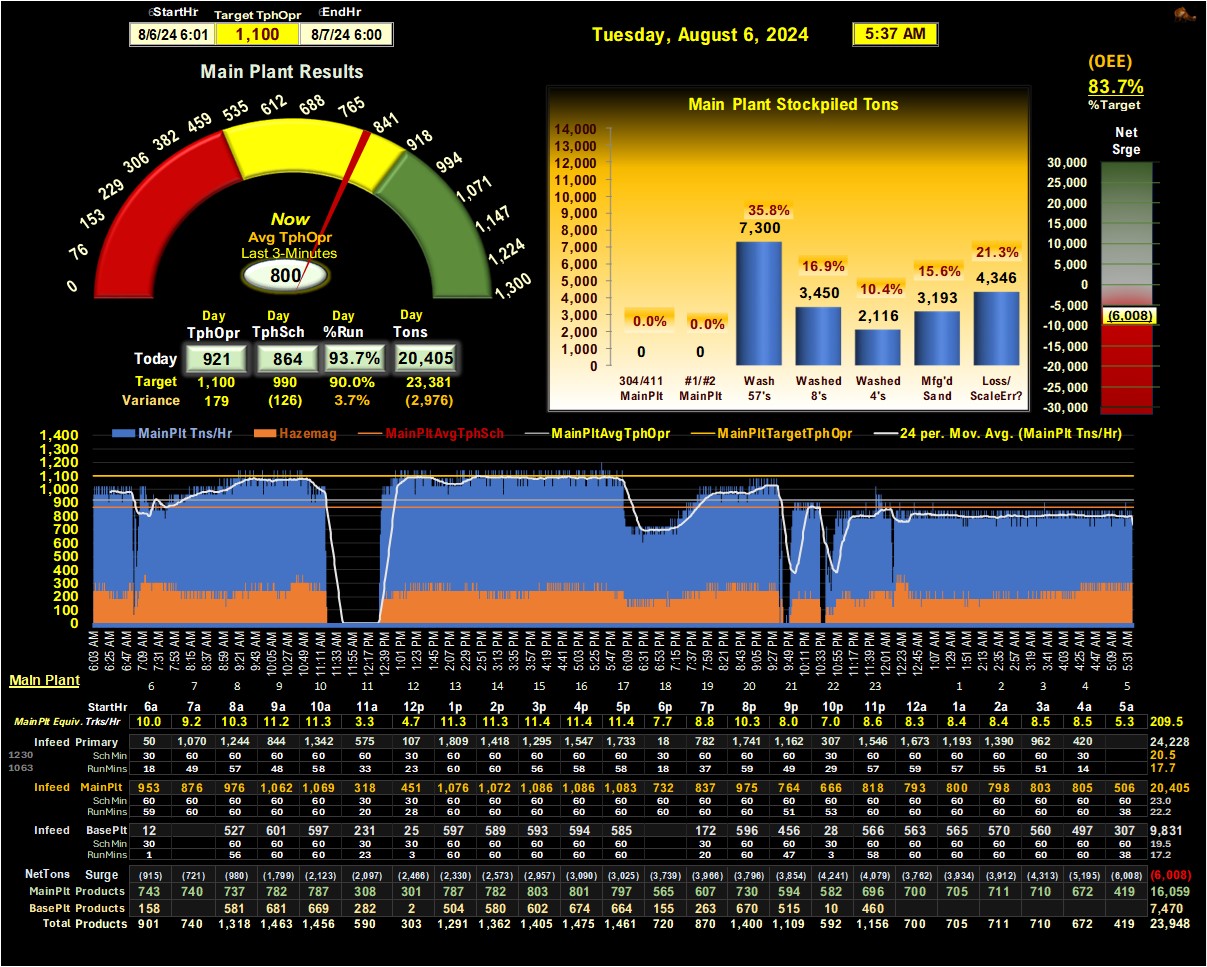 StartHr Target TphOpr EndHr
8/6/24 6:01 1,100 8/7/24 6:00
Tuesday, August 6, 2024 5:37 AM
(OEE)
83.7%
%Target
Main Plant Results
0 76 153 229 306 382 459 535 612 688 765 841 918 994 1,071 1,147 1,224 1,300
Now
Avg TphOpr
Last 3-Minutes
800
Day Day Day Day
TphOpr TphSch %Run Tons
Today 921 864 93.7% 20,405
Target 1,100 990 90.0% 23,381
Variance 179 (126) 3.7% (2,976)
Main Plant Stockpiled Tons
14,000
13,000
12,000
11,000
10,000
9,000
8,000
7,000
6,000
5,000
4,000
3,000
2,000
1,000
0
0.0% 0.0% 35.8% 16.9% 10.4% 15.6% 21.3%
0 0 7,300 3,450 2,116 3,193 4,346
304/411 #1/#2 Wash Washed Washed Mfg'd Loss/
MainPlt MainPlt 57's 8's 4's Sand ScaleErr?
Net
Srge
30,000
25,000
20,000
15,000
10,000
5,000
0
-5,000
(6,008)
-10,000
-15,000
-20,000
-25,000
-30,000
MainPlt Tns/Hr Hazemag MainPltAvgTphSch MainPltAvgTphOpr MainPltTargetTphOpr 24 per. Mov. Avg. (MainPlt Tns/Hr)
1,400
1,300
1,200
1,100
1,000
900
800
700
600
500
400
300
200
100
0
6:03 AM 6:25 AM 6:47 AM 7:09 AM 7:31 AM 7:53 AM 8:15 AM 8:37 AM 8:59 AM 9:21 AM 9:43 AM 10:05 AM 10:27 AM 10:49 AM 11:11 AM 11:33 AM 11:55 AM 12:17 PM 12:39 PM 1:01 PM 1:23 PM 1:45 PM 2:07 PM 2:29 PM 2:51 PM 3:13 PM 3:35 PM 3:57 PM 4:19 PM 4:41 PM 5:03 PM 5:25 PM 5:47 PM 6:09 PM 6:31 PM 6:53 PM 7:15 PM 7:37 PM 7:59 PM 8:21 PM 8:43 PM 9:05 PM 9:27 PM 9:49 PM 10:11 PM 10:33 PM 10:55 PM 11:17 PM 11:39 PM 12:01 AM 12:23 AM 12:45 AM 1:07 AM 1:29 AM 1:51 AM 2:13 AM 2:35 AM 2:57 AM 3:19 AM 3:41 AM 4:03 AM 4:25 AM 4:47 AM 5:09 AM 5:31 AM
Main Plant
6 7 8 9 10 11 12 13 14 15 16 17 18 19 20 21 22 23 1 2 3 4 5
StartHr 6a 7a 8a 9a 10a 11a 12p 1p 2p 3p 4p 5p 6p 7p 8p 9p 10p 11p 12a 1a 2a 3a 4a 5a
MainPlt Equiv. Trks/Hr 10.0 9.2 10.3 11.2 11.3 3.3 4.7 11.3 11.3 11.4 11.4 11.4 7.7 8.8 10.3 8.0 7.0 8.6 8.3 8.4 8.4 8.5 8.5 5.3 209.5
Infeed Primary 50 1,070 1,244 844 1,342 575 107 1,809 1,418 1,295 1,547 1,733 18 782 1,741 1,162 307 1,546 1,673 1,193 1,390 962 420 24,228
1230 SchMin 30 60 60 60 60 60 30 60 60 60 60 60 30 60 60 60 30 60 60 60 60 60 30 20.5
1063 RunMins 18 49 57 48 58 33 23 60 60 56 58 58 18 37 59 49 29 57 59 57 55 51 14 17.7
Infeed MainPlt 953 876 976 1,062 1,069 318 451 1,076 1,072 1,086 1,086 1,083 732 837 975 764 666 818 793 800 798 803 805 506 20,405
SchMin 60 60 60 60 60 30 30 60 60 60 60 60 60 60 60 60 60 60 60 60 60 60 60 60 23.0
RunMins 59 60 60 60 60 20 28 60 60 60 60 60 60 60 60 51 53 60 60 60 60 60 60 38 22.2
Infeed BasePlt 12 527 601 597 231 25 597 589 593 594 585 172 596 456 28 566 563 565 570 560 497 307 9,831
SchMin 30 60 60 60 30 30 60 60 60 60 60 30 60 60 30 60 60 60 60 60 60 60 19.5
RunMins 1 56 60 60 23 3 60 60 60 60 60 20 60 47 3 58 60 60 60 60 60 38 17.2
NetTons Surge (915) (721) (980) (1,799) (2,123) (2,097) (2,466) (2,330) (2,573) (2,957) (3,090) (3,025) (3,739) (3,966) (3,796) (3,854) (4,241) (4,079) (3,762) (3,934) (3,912) (4,313) (5,195) (6,008) (6,008)
MainPlt Products 743 740 737 782 787 308 301 787 782 803 801 797 565 607 730 594 582 696 700 705 711 710 672 419 16,059
BasePlt Products 158 581 681 669 282 2 504 580 602 674 664 155 263 670 515 10 460 7,470
Total Products 901 740 1,318 1,463 1,456 590 303 1,291 1,362 1,405 1,475 1,461 720 870 1,400 1,109 592 1,156 700 705 711 710 672 419 23,948